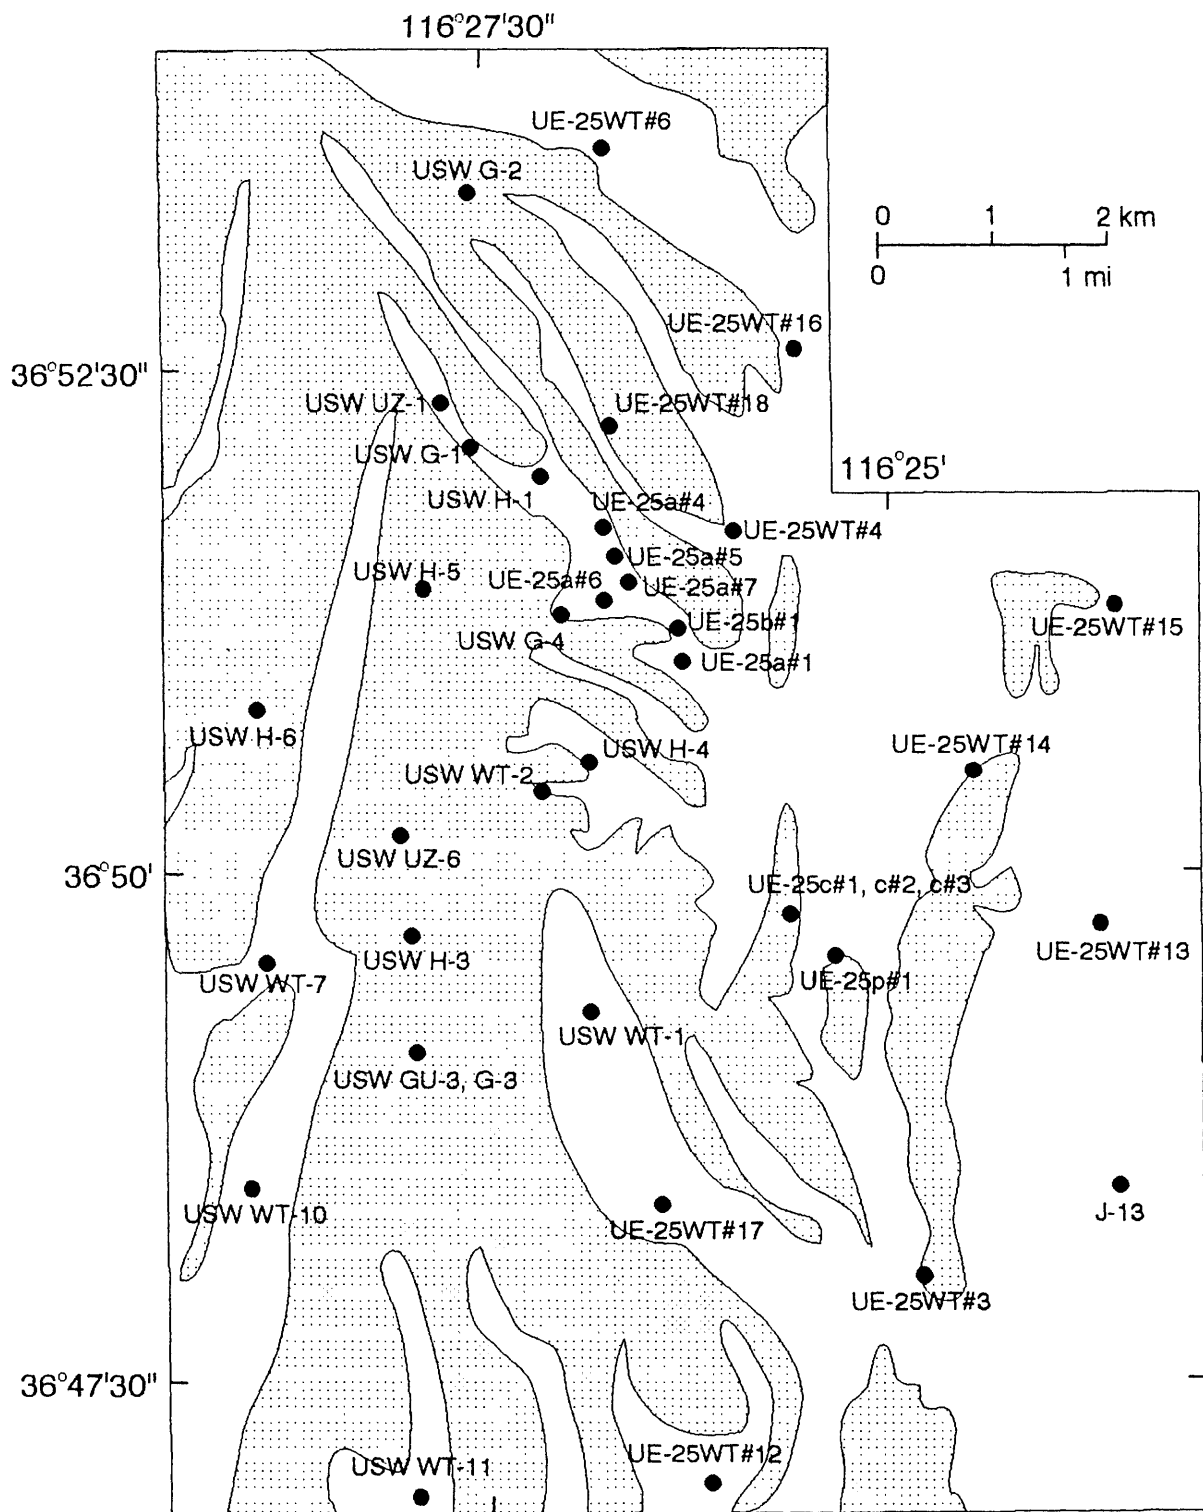 116°27'30"
UE-25WT#6
USW G-2
0 1 2 km
0 1 mi
UE-25WT#16
36°52'30"
USW UZ-1
UE-25WT#18
USW G-1
116°25'
USW H-1
UE-25a#4
UE-25WT#4
UE-25a#5
USW H-5
UE-25a#6
UE-25a#7
UE-25b#1
UE-25WT#15
USW G-4
UE-25a#1
USW H-6
USW H-4
UE-25WT#14
USW WT-2
USW UZ-6
36°50'
UE-25c#1, c#2, c#3
USW H-3
UE-25WT#13
USW WT-7
UE-25p#1
USW WT-1
USW GU-3, G-3
USW WT-10
J-13
UE-25WT#17
UE-25WT#3
36°47'30"
UE-25WT#12
USW WT-11